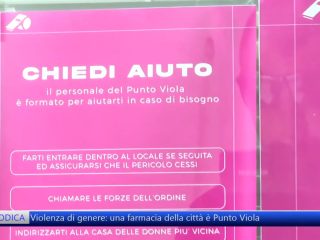 CHIEDI AIUTO
il personale del Punto Viola
è formato per aiutarti in caso di bisogno
FARTI ENTRARE DENTRO AL LOCALE SE SEGUITA
ED ASSICURARSI CHE IL PERICOLO CESSI
CHIAMARE LE FORZE DELL'ORDINE
ODICA Violenza di genere: una farmacia della città è Punto Viola
INDIRIZZARTI ALLA CASA DELLE DONNE PIU' VICINA